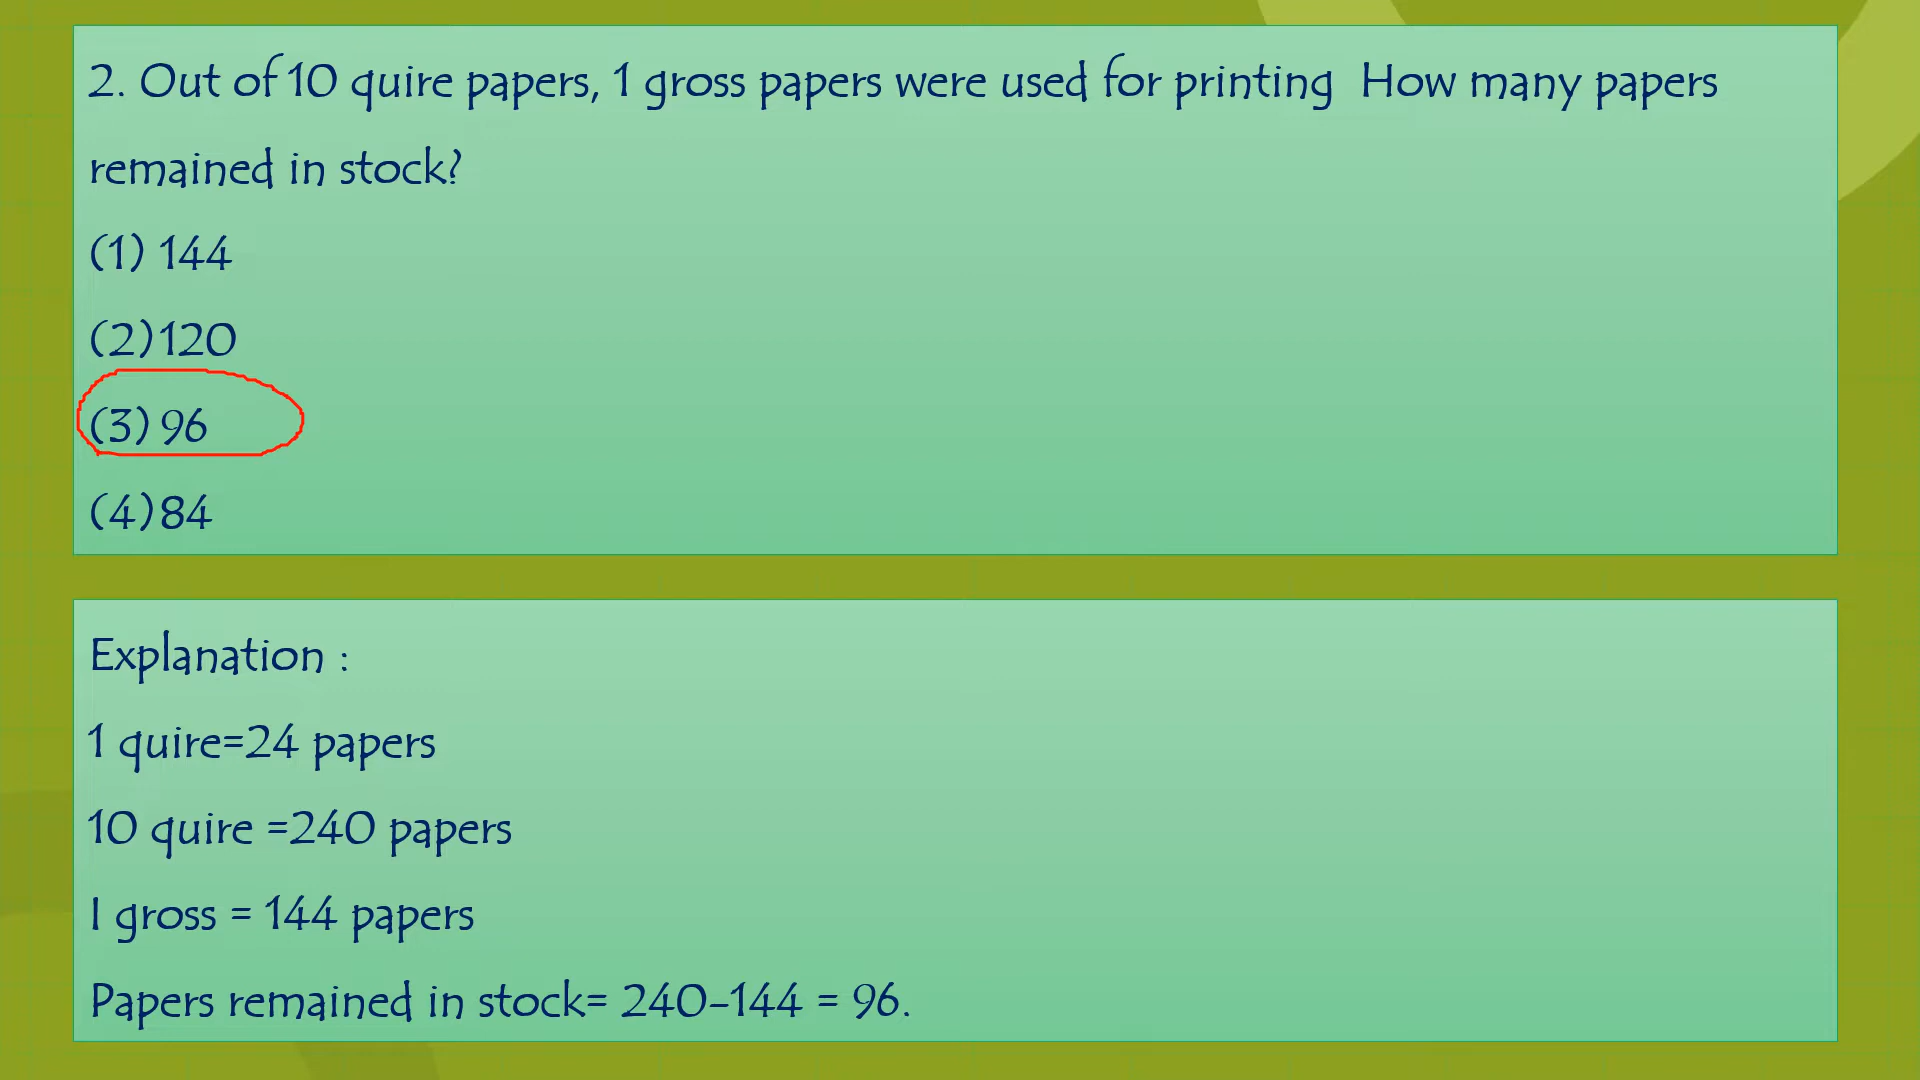 2. Out of 10 quire papers, 1 gross papers were used for printing  How many papers
remained in stock?
(1) 144
(2) 120
(3) 96
(4) 84
Explanation :
1 quire=24 papers
10 quire =240 papers
I gross = 144 papers
Papers remained in stock= 240-144 = 96.